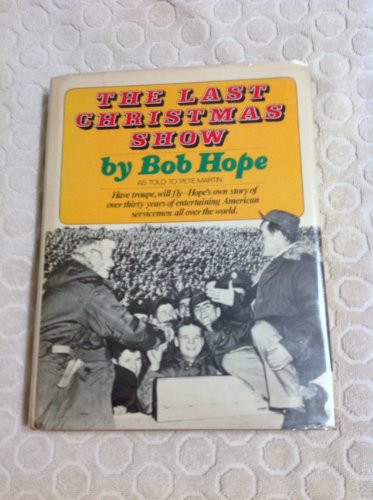 THE LAST
CHRISTMAS
SHOW
by Bob Hope
AS TOLD TO PETE MARTIN
Have troupe, will fly—Hope's own story of
over thirty years of entertaining American
servicemen all over the world.